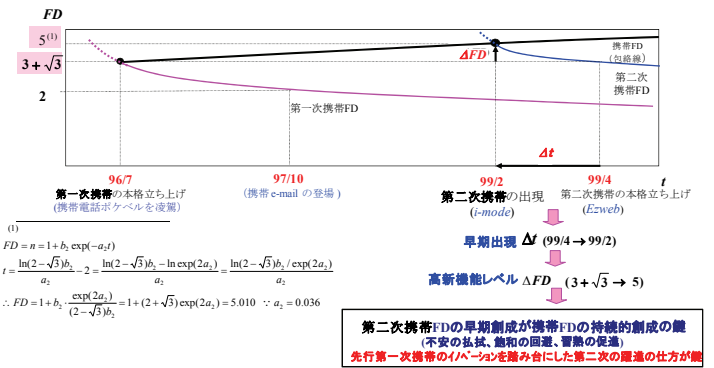 FD
5(1)
3+√3
2
ΔFD'
携帯FD
(包絡線)
第二次
携帯FD
第一次携帯FD
Δt
96/7
97/10
99/2
99/4
t
第一次携帯の本格立ち上げ
(携帯電話ポケベルを凌駕)
(携帯 e-mail の登場 )
第二次携帯の出現
(i-mode)
第二次携帯の本格立ち上げ
(Ezweb)
早期出現 Δt (99/4→99/2)
高新機能レベル ΔFD (3+√3 → 5)
(1)
FD = n = 1 + b₂ exp(−a₂t)
t = ln(2−√3)b₂ / a₂ − 2 = (ln(2−√3)b₂ − ln exp(2a₂)) / a₂ = ln(2−√3)b₂ / exp(2a₂) / a₂
∴ FD = 1 + b₂ · exp(2a₂) / (2−√3)b₂ = 1 + (2+√3) exp(2a₂) = 5.010 ∵ a₂ = 0.036
第二次携帯FDの早期創成が携帯FDの持続的創成の鍵
(不安の払拭、飽和の回避、習熟の促進)
先行第一次携帯のイノベーションを踏み台にした第二次の躍進の仕方が鍵